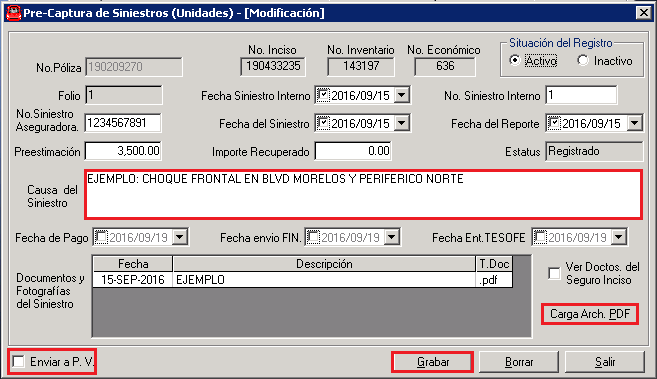 Pre-Captura de Siniestros (Unidades) - [Modificación]
No. Inciso No. Inventario No. Económico Situación del Registro
No.Póliza 190209270 190433235 143197 636 Activo Inactivo
Folio 1 Fecha Siniestro Interno 2016/09/15 No. Siniestro Interno 1
No.Siniestro
Aseguradora. 1234567891 Fecha del Siniestro 2016/09/15 Fecha del Reporte 2016/09/15
Preestimación 3,500.00 Importe Recuperado 0.00 Estatus Registrado
Causa del
Siniestro
EJEMPLO: CHOQUE FRONTAL EN BLVD MORELOS Y PERIFERICO NORTE
Fecha de Pago 2016/09/19 Fecha envio FIN. 2016/09/19 Fecha Ent.TESOFE 2016/09/19
Documentos y
Fotografías
del Siniestro
Fecha Descripción T.Doc
15-SEP-2016 EJEMPLO .pdf
Ver Doctos. del
Seguro Inciso
Carga Arch. PDF
Enviar a P. V. Grabar Borrar Salir